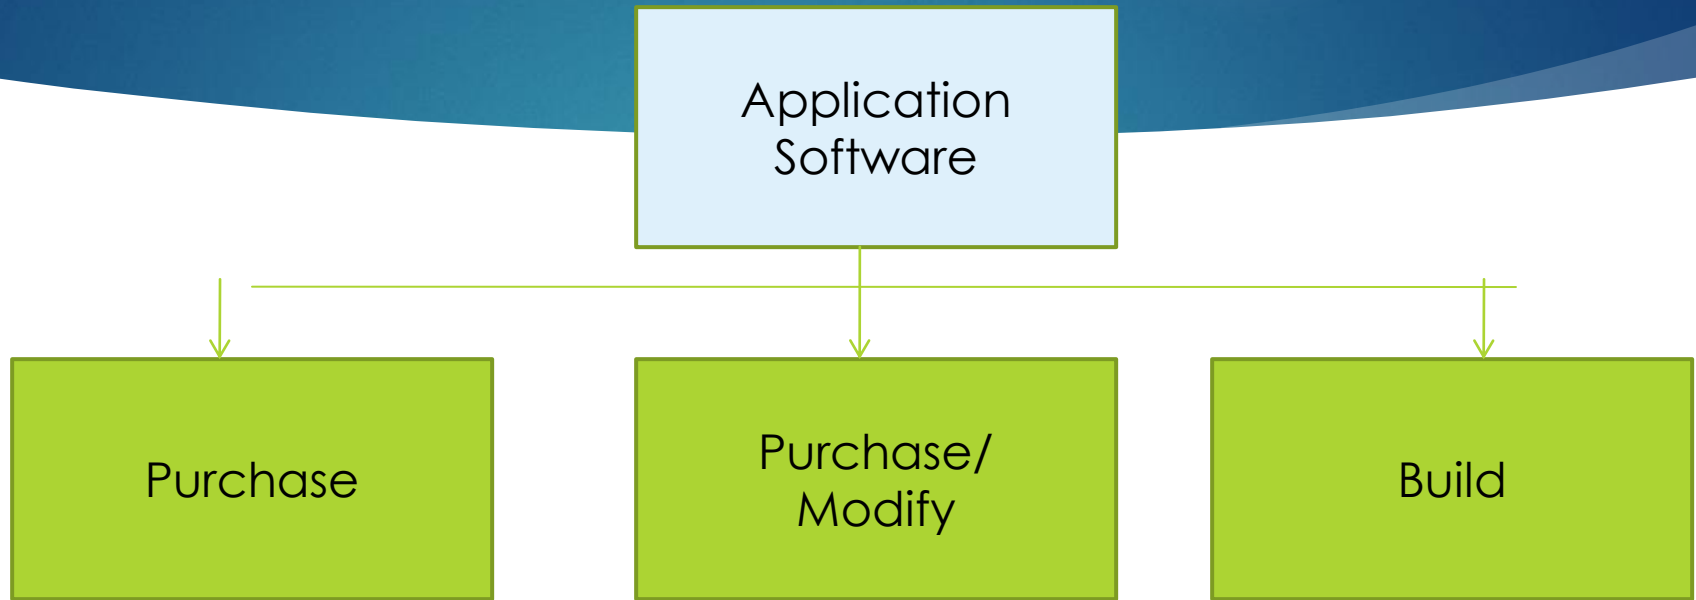 Application
Software
Purchase
Purchase/
Modify
Build